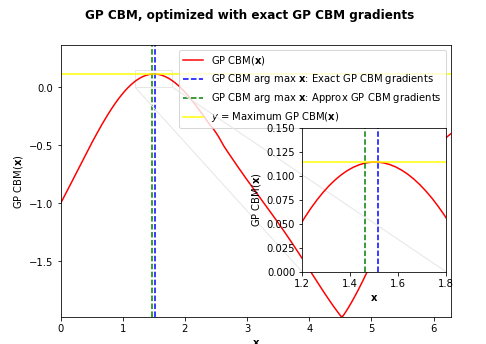 GP CBM, optimized with exact GP CBM gradients
GP CBM(x)
GP CBM arg max x: Exact GP CBM gradients
GP CBM arg max x: Approx GP CBM gradients
y = Maximum GP CBM(x)
0.0
−0.5
−1.0
−1.5
GP CBM(x)
0
1
2
3
4
5
6
x
0.150
0.125
0.100
0.075
0.050
0.025
0.000
GP CBM(x)
1.2
1.4
1.6
1.8
x